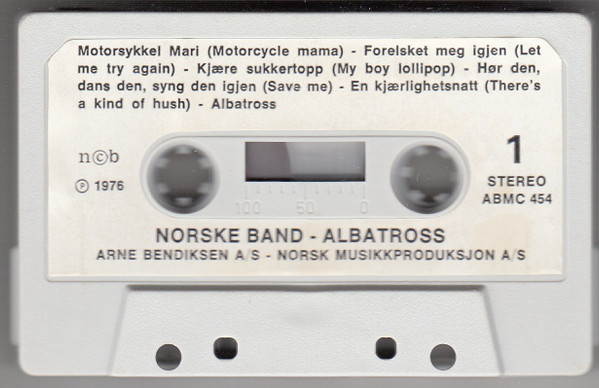 Motorsykkel Mari (Motorcycle mama) - Forelsket meg igjen (Let
me try again) - Kjære sukkertopp (My boy lollipop) - Hør den,
dans den, syng den igjen (Save me) - En kjærlighetsnatt (There's
a kind of hush) - Albatross
n©b
1
℗ 1976
STEREO
ABMC 454
100 50 0
NORSKE BAND - ALBATROSS
ARNE BENDIKSEN A/S - NORSK MUSIKKPRODUKSJON A/S